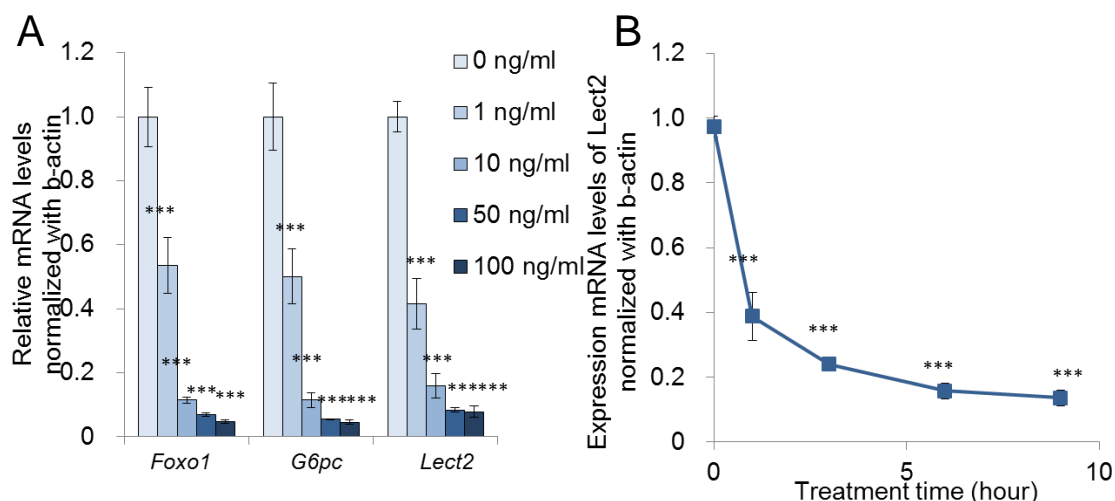 A
Relative mRNA levels
normalized with b-actin
1.2
1.0
0.8
0.6
0.4
0.2
0
0 ng/ml
1 ng/ml
10 ng/ml
50 ng/ml
100 ng/ml
***
***
***
***
***
***
***
***
***
***
***
***
Foxo1
G6pc
Lect2
B
Expression mRNA levels of Lect2
normalized with b-actin
1.2
1.0
0.8
0.6
0.4
0.2
0
***
***
***
***
0
5
10
Treatment time (hour)